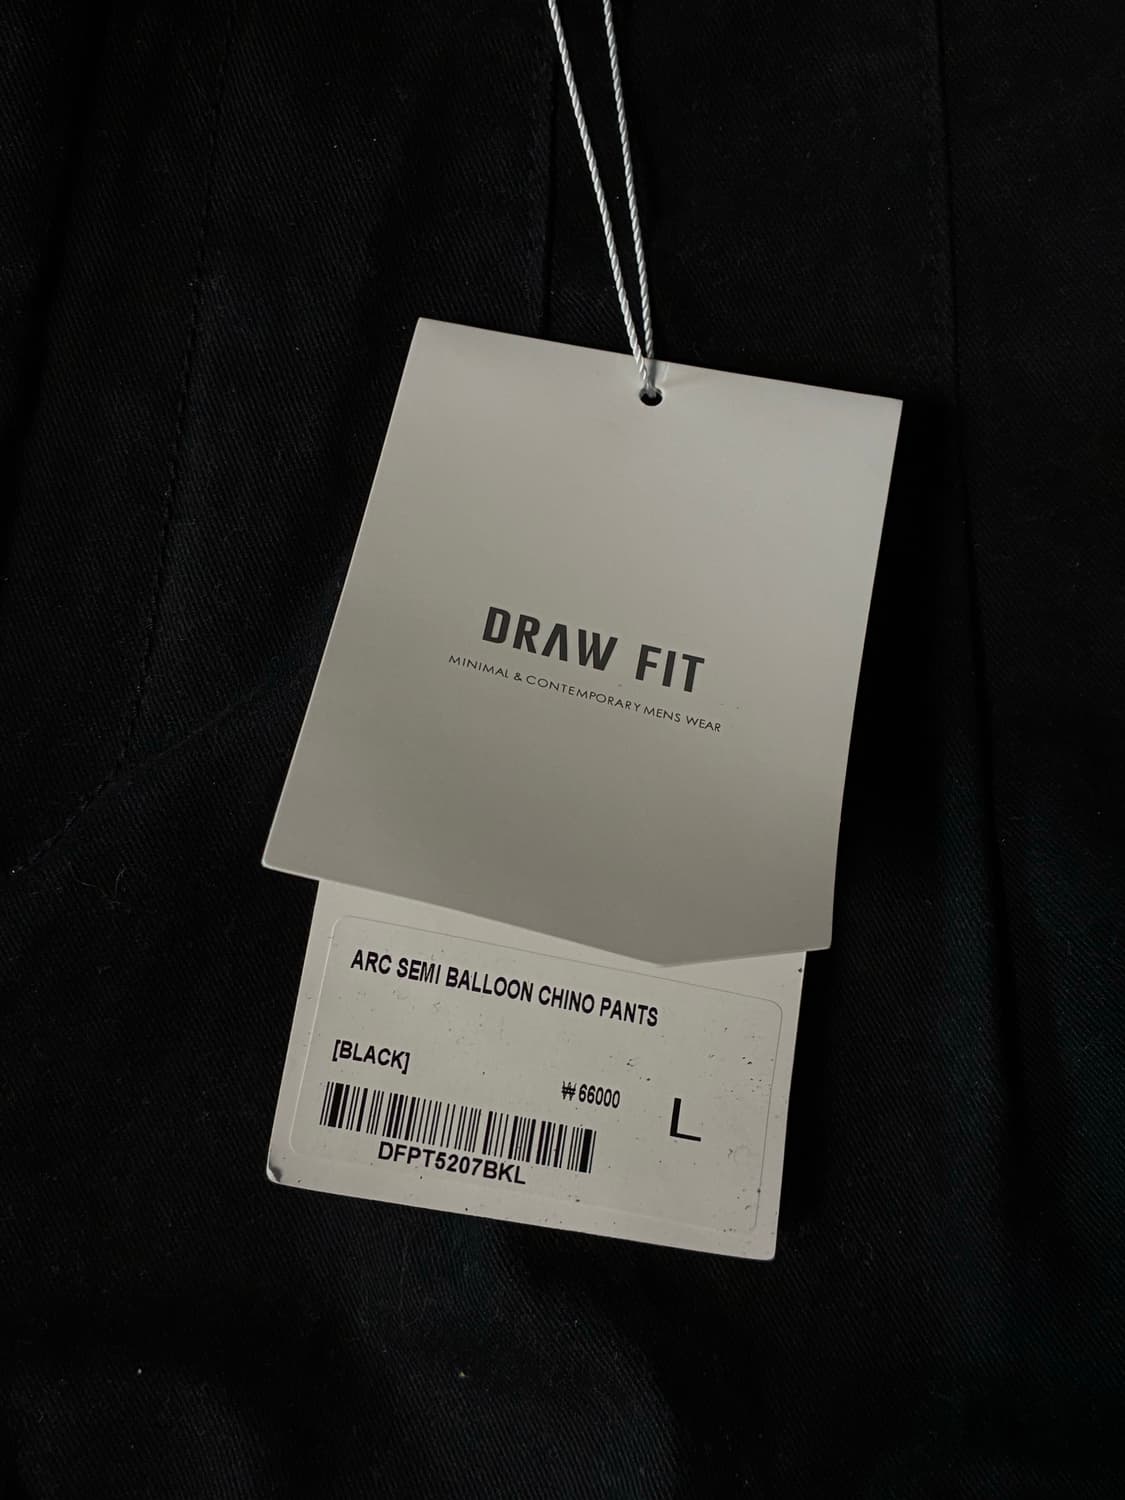 DRAW FIT
MINIMAL & CONTEMPORARY MENS WEAR
ARC SEMI BALLOON CHINO PANTS
[BLACK]
₩ 66000
L
DFPT5207BKL